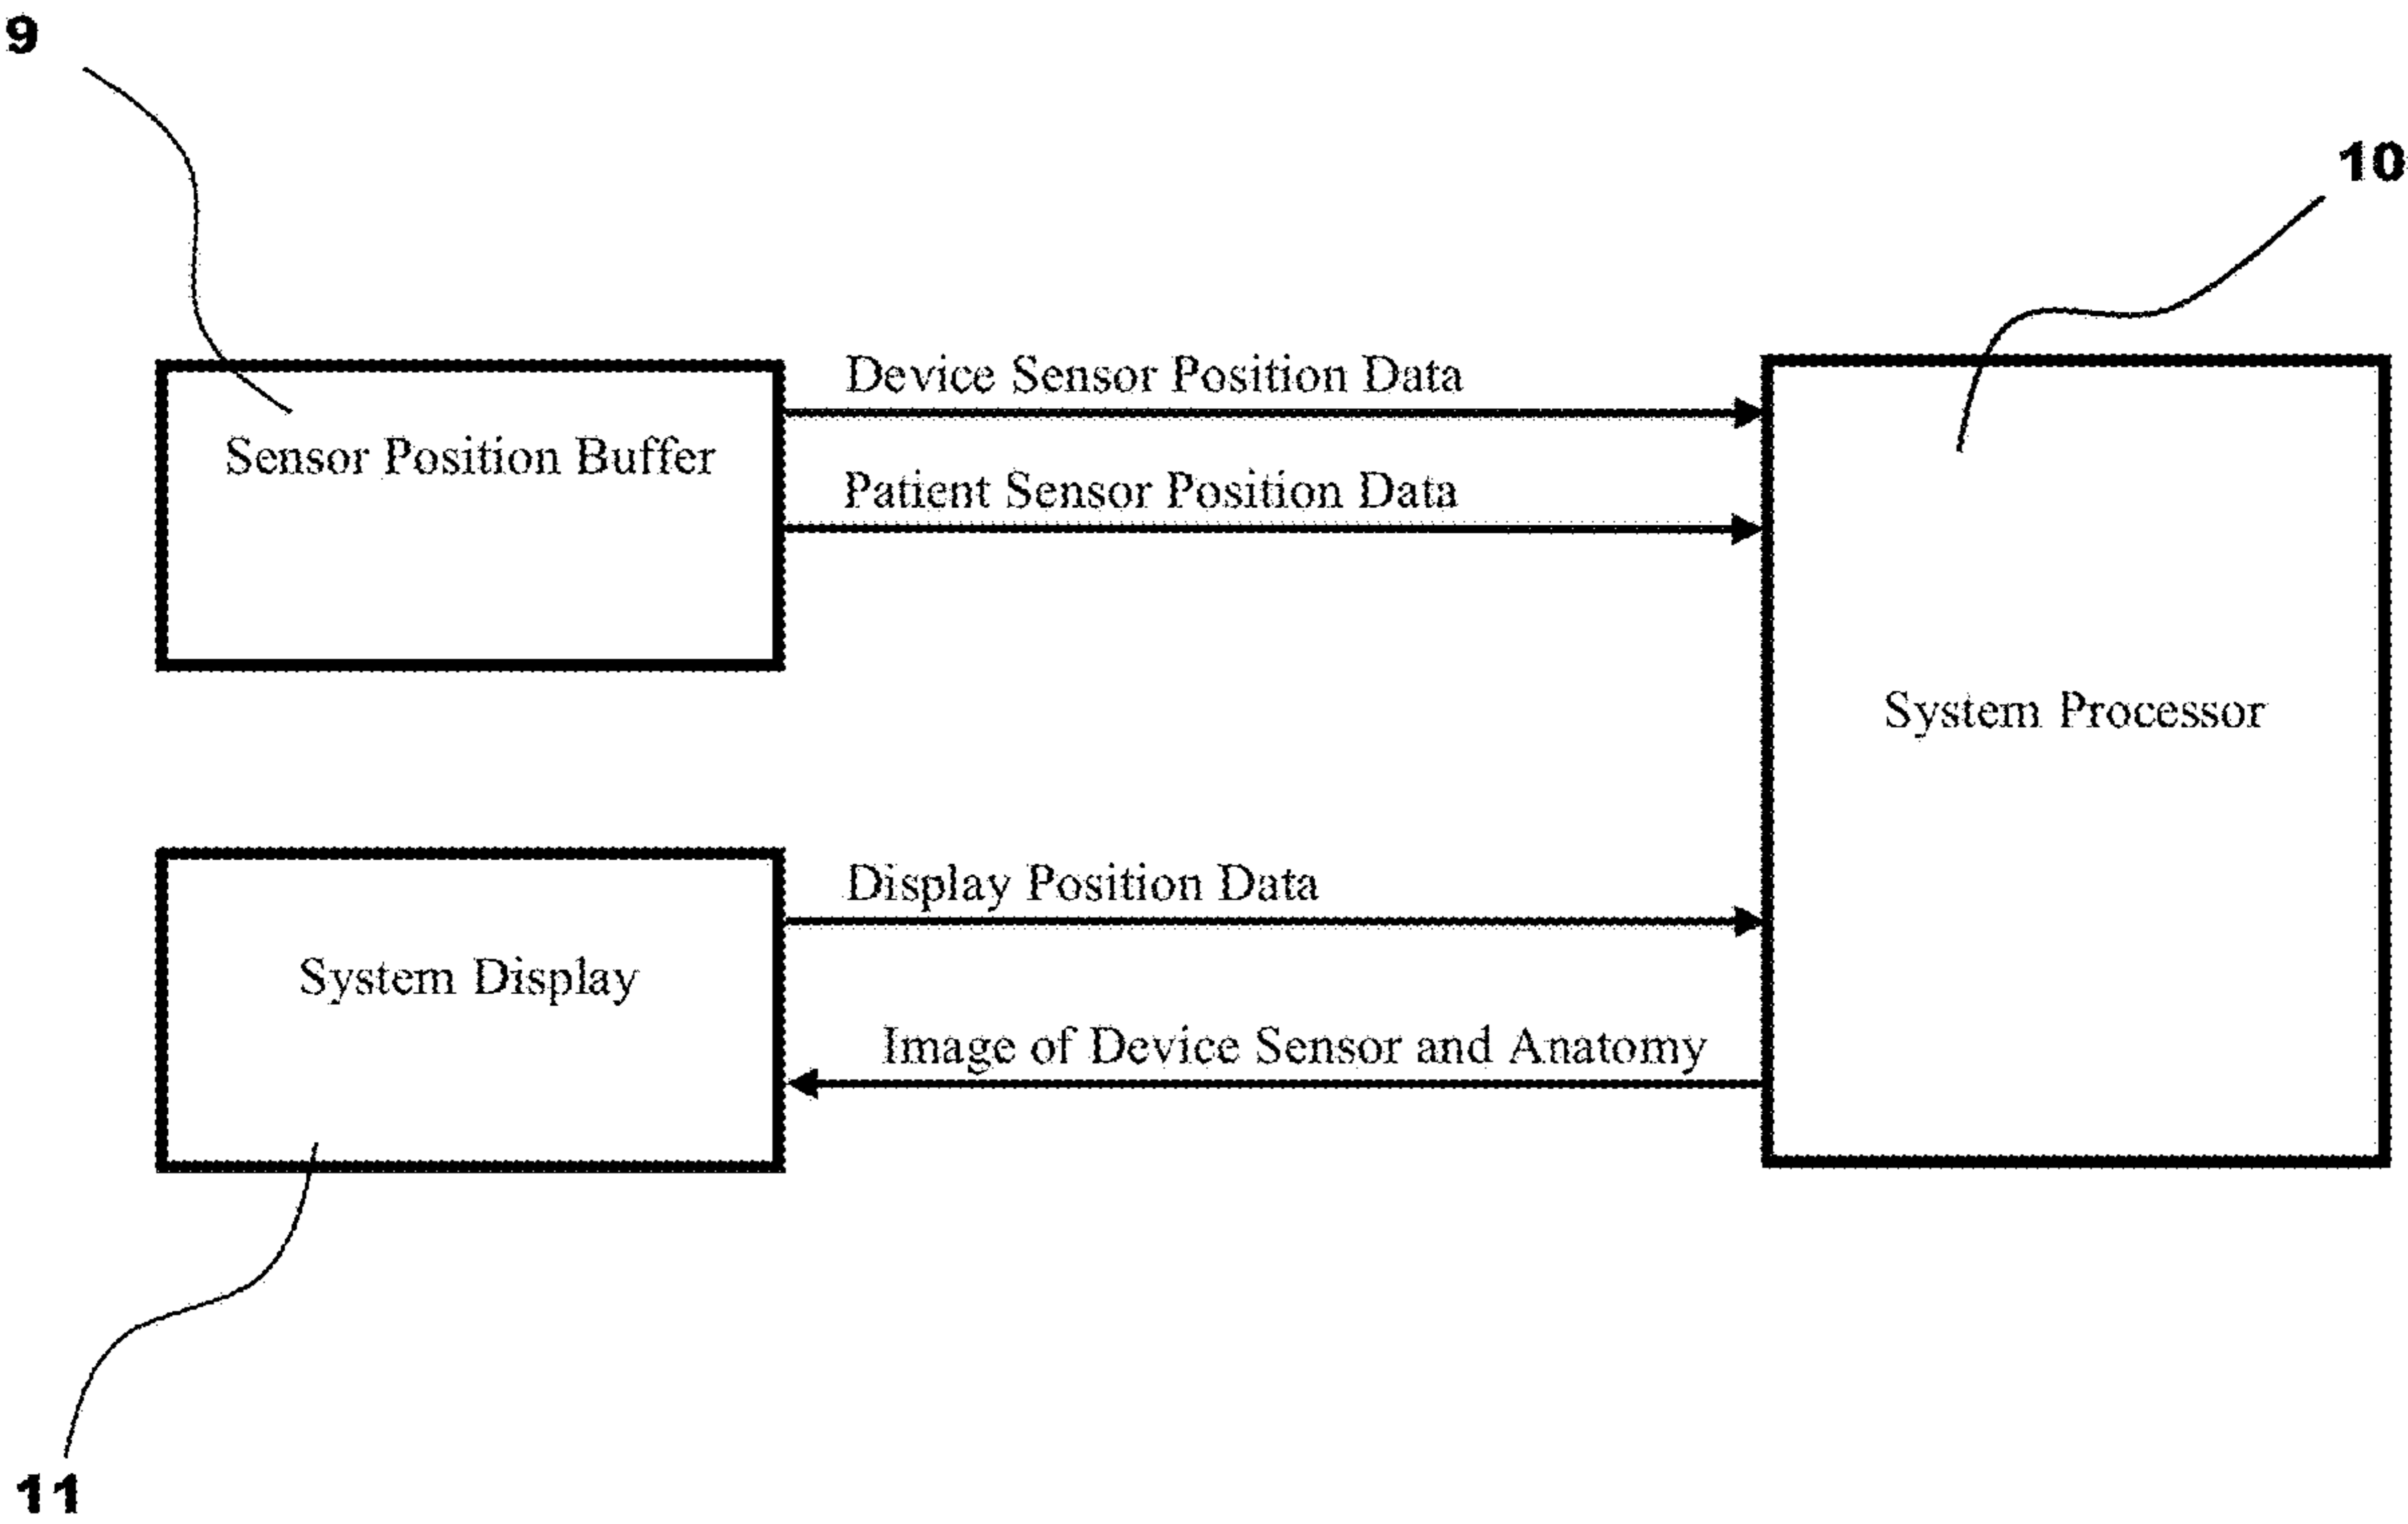 9
10
Device Sensor Position Data
Sensor Position Buffer
Patient Sensor Position Data
System Processor
Display Position Data
System Display
Image of Device Sensor and Anatomy
11